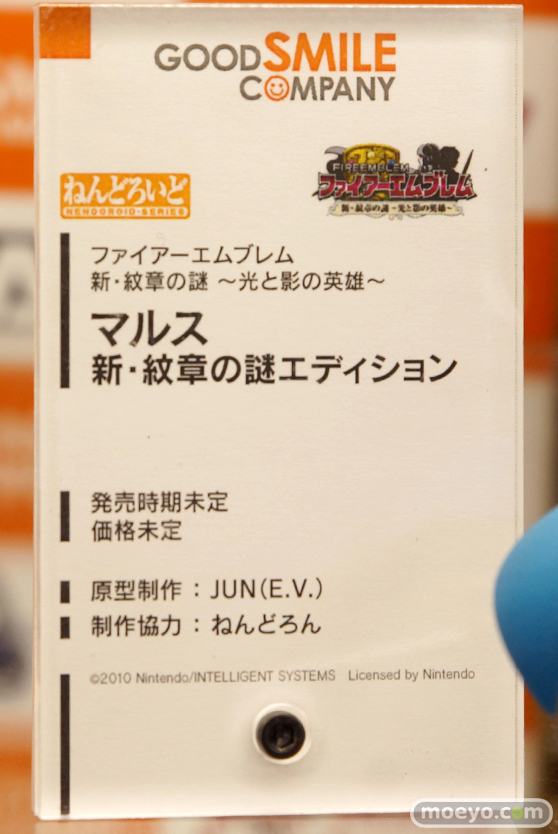 GOOD SMILE
COMPANY
ねんどろいど
NENDOROID-SERIES
FIREEMBLEM
ファイアーエムブレム
新・紋章の謎 ～光と影の英雄～
ファイアーエムブレム
新・紋章の謎 ～光と影の英雄～
マルス
新・紋章の謎エディション
発売時期未定
価格未定
原型制作 : JUN(E.V.)
制作協力 : ねんどろん
©2010 Nintendo/INTELLIGENT SYSTEMS Licensed by Nintendo
moeyo.com